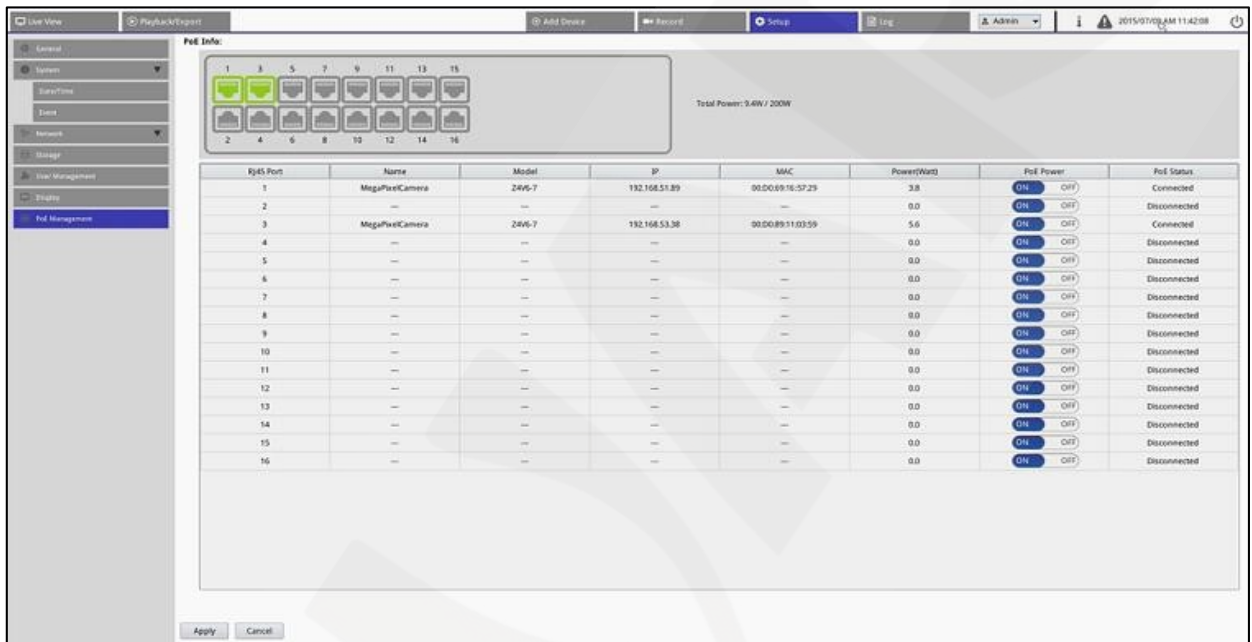 Live View Playback/Export Add Device Record Setup Log Admin i 2015/07/09 AM 11:42:08
PoE Info:
General
System
Date/Time
Event
Network
Storage
User Management
Display
PoE Management
1 3 5 7 9 11 13 15
2 4 6 8 10 12 14 16
Total Power: 9.4W / 200W
Rj45 Port Name Model IP MAC Power(Watt) PoE Power PoE Status
1 MegaPixelCamera Z4V6-7 192.168.51.89 00:D0:69:16:57:29 3.8 ON OFF Connected
2 --- --- --- --- 0.0 ON OFF Disconnected
3 MegaPixelCamera Z4V6-7 192.168.53.38 00:D0:89:11:03:59 5.6 ON OFF Connected
4 --- --- --- --- 0.0 ON OFF Disconnected
5 --- --- --- --- 0.0 ON OFF Disconnected
6 --- --- --- --- 0.0 ON OFF Disconnected
7 --- --- --- --- 0.0 ON OFF Disconnected
8 --- --- --- --- 0.0 ON OFF Disconnected
9 --- --- --- --- 0.0 ON OFF Disconnected
10 --- --- --- --- 0.0 ON OFF Disconnected
11 --- --- --- --- 0.0 ON OFF Disconnected
12 --- --- --- --- 0.0 ON OFF Disconnected
13 --- --- --- --- 0.0 ON OFF Disconnected
14 --- --- --- --- 0.0 ON OFF Disconnected
15 --- --- --- --- 0.0 ON OFF Disconnected
16 --- --- --- --- 0.0 ON OFF Disconnected
Apply Cancel